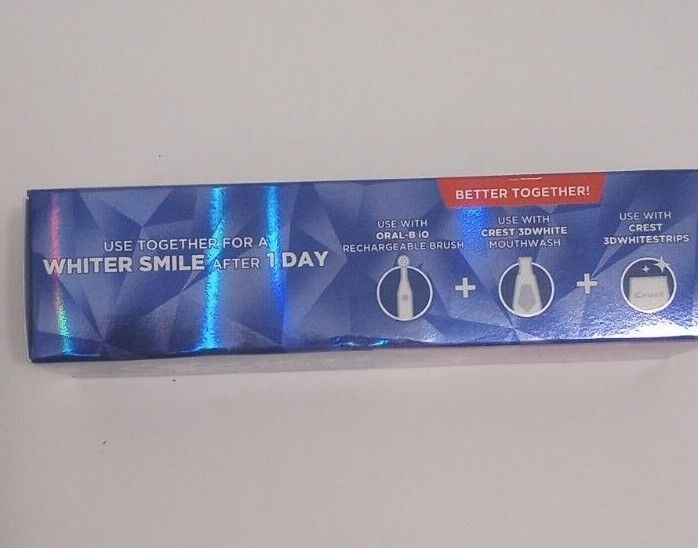 BETTER TOGETHER!
USE TOGETHER FOR A
WHITER SMILE AFTER 1 DAY
USE WITH
ORAL-B iO
RECHARGEABLE BRUSH
USE WITH
CREST 3DWHITE
MOUTHWASH
USE WITH
CREST
3DWHITESTRIPS
Crest